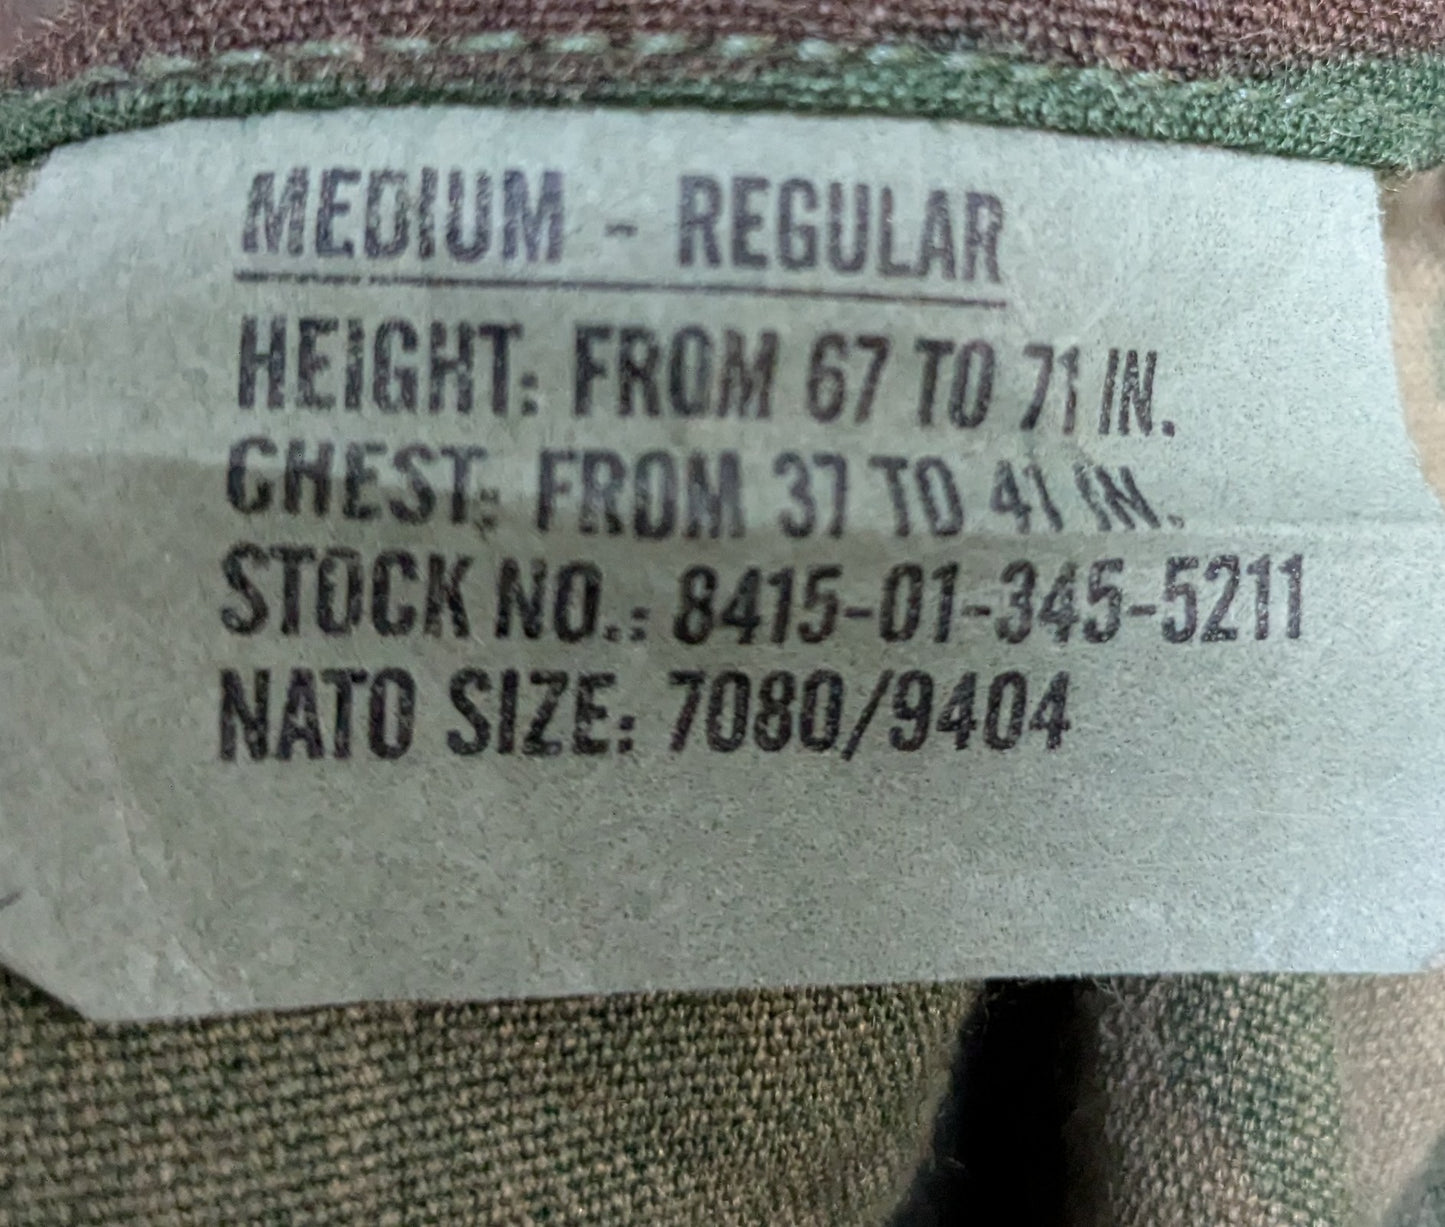 MEDIUM - REGULAR
HEIGHT: FROM 67 TO 71 IN.
CHEST: FROM 37 TO 41 IN.
STOCK NO.: 8415-01-345-5211
NATO SIZE: 7080/9404